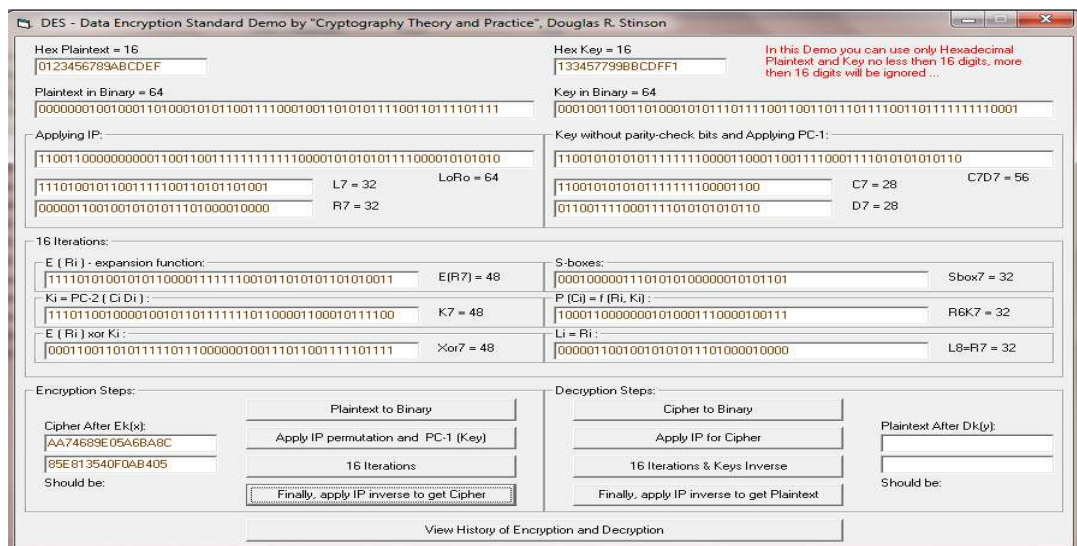 DES - Data Encryption Standard Demo by "Cryptography Theory and Practice", Douglas R. Stinson
Hex Plaintext = 16
0123456789ABCDEF
Hex Key = 16
133457799BBCDFF1
In this Demo you can use only Hexadecimal
Plaintext and Key no less then 16 digits, more
then 16 digits will be ignored ...
Plaintext in Binary = 64
0000000100100011010001010110011110001001101010111100110111101111
Key in Binary = 64
0001001100110100010101110111100110011011101111001101111111110001
Applying IP:
1100110000000000110011001111111111110000101010101111000010101010
LoRo = 64
11101001011001111100110101101001
L7 = 32
00000110010010101011101000010000
R7 = 32
Key without parity-check bits and Applying PC-1:
11001010101011111111000011000110011110001111010101010110
C7D7 = 56
1100101010101111111100001100
C7 = 28
0110011110001111010101010110
D7 = 28
16 Iterations:
E ( Ri ) - expansion function:
111101010010101100001111111001011010101101010011
E(R7) = 48
S-boxes:
00010000011101010100000010101101
Sbox7 = 32
Ki = PC-2 ( Ci Di ) :
111011001000010010110111111101100001100010111100
K7 = 48
P (Ci) = f (Ri, Ki) :
10001100000001010001110000100111
R6K7 = 32
E ( Ri ) xor Ki :
000110011010111110111000000100111011001111101111
Xor7 = 48
Li = Ri :
00000110010010101011101000010000
L8=R7 = 32
Encryption Steps:
Cipher After Ek(x):
AA74689E05A6BA8C
85E813540F0AB405
Should be:
Plaintext to Binary
Apply IP permutation and PC-1 (Key)
16 Iterations
Finally, apply IP inverse to get Cipher
Decryption Steps:
Cipher to Binary
Apply IP for Cipher
16 Iterations & Keys Inverse
Finally, apply IP inverse to get Plaintext
Plaintext After Dk(y):
Should be:
View History of Encryption and Decryption